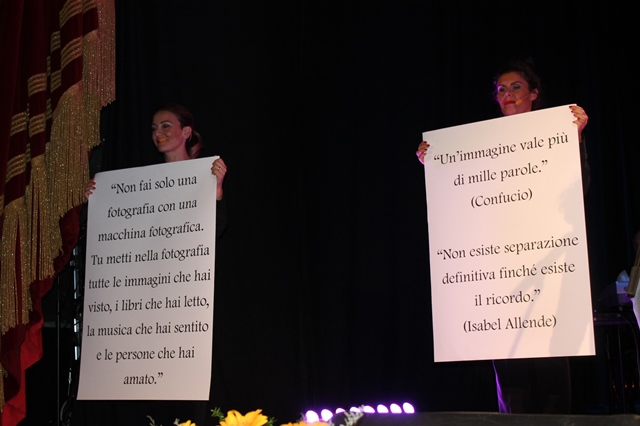 “Non fai solo una
fotografia con una
macchina fotografica.
Tu metti nella fotografia
tutte le immagini che hai
visto, i libri che hai letto,
la musica che hai sentito
e le persone che hai
amato.”
“Un’immagine vale più
di mille parole.”
(Confucio)
“Non esiste separazione
definitiva finché esiste
il ricordo.”
(Isabel Allende)